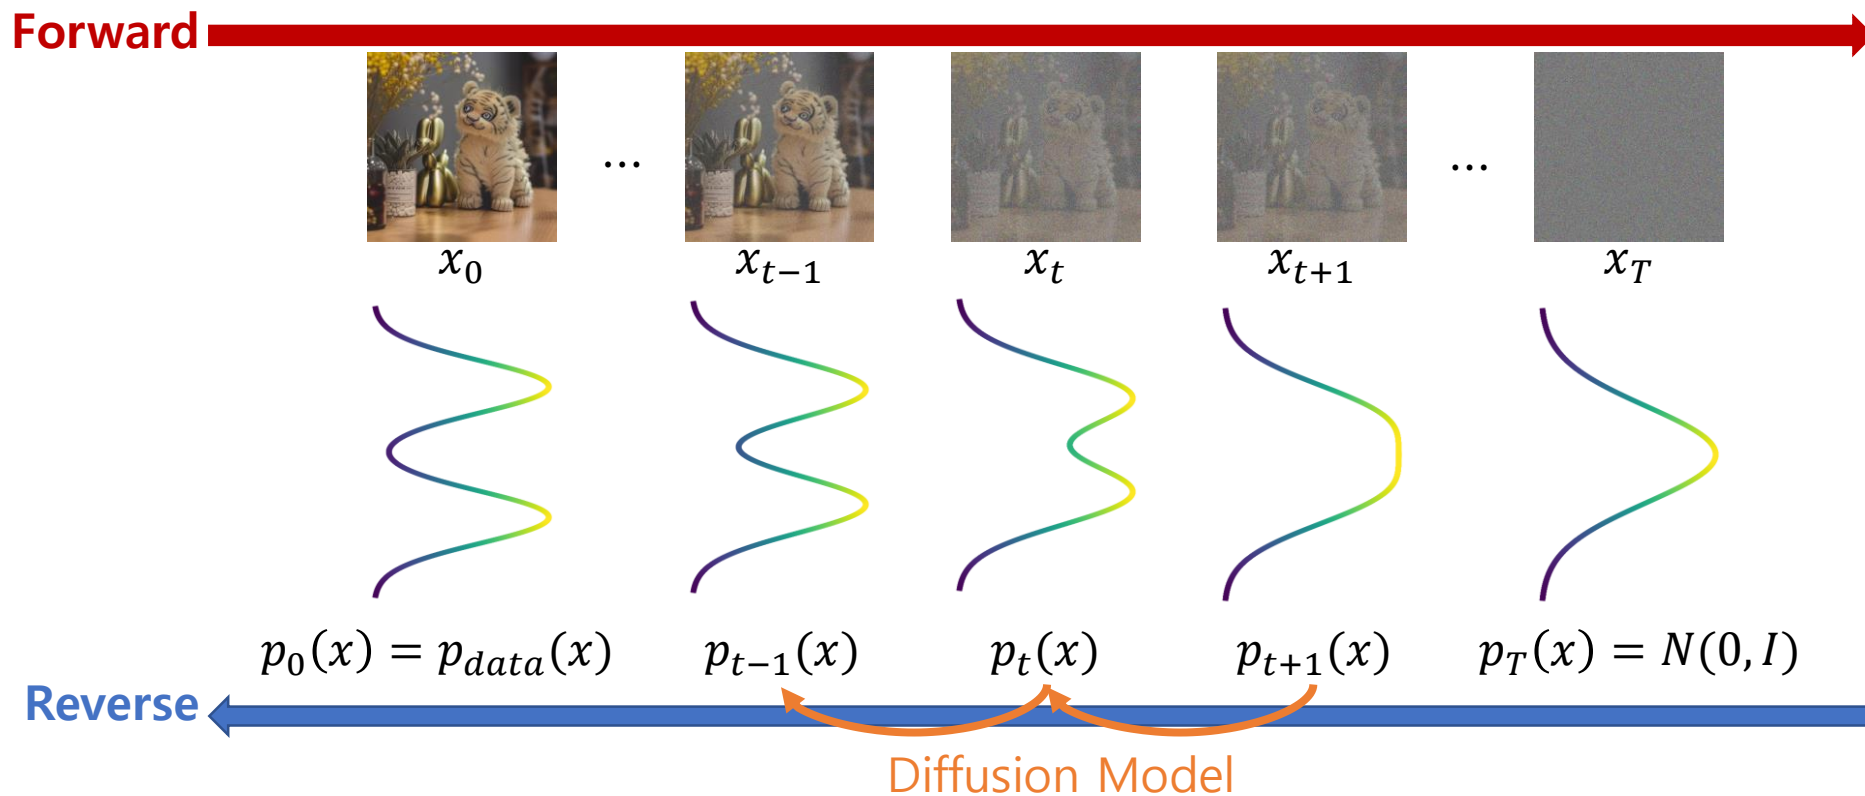 Forward
... ...
x_0 x_{t−1} x_t x_{t+1} x_T
p_0(x) = p_{data}(x) p_{t−1}(x) p_t(x) p_{t+1}(x) p_T(x) = N(0, I)
Reverse
Diffusion Model